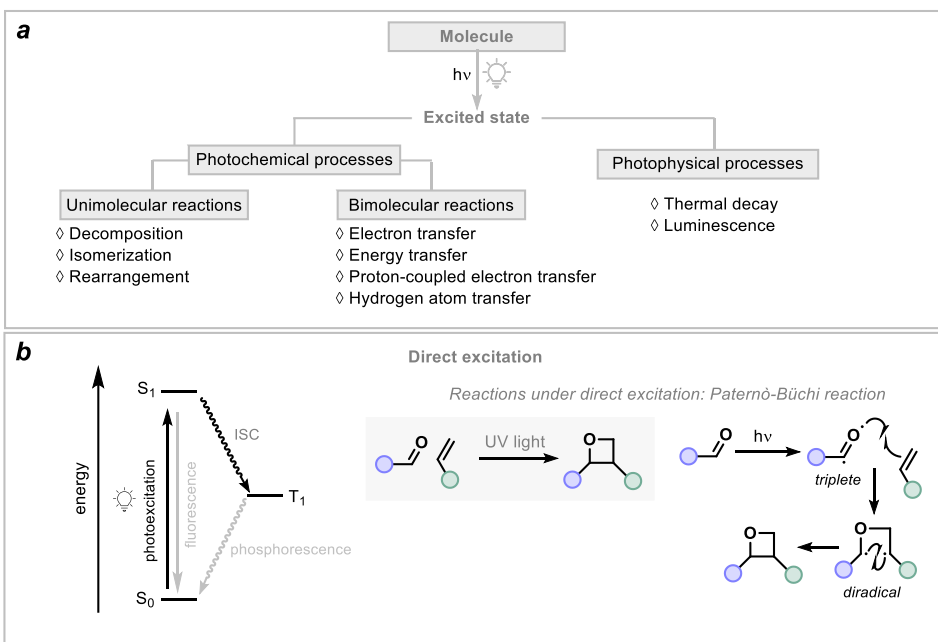 a
Molecule
hν
Excited state
Photochemical processes
Photophysical processes
Unimolecular reactions
◊ Decomposition
◊ Isomerization
◊ Rearrangement
Bimolecular reactions
◊ Electron transfer
◊ Energy transfer
◊ Proton-coupled electron transfer
◊ Hydrogen atom transfer
◊ Thermal decay
◊ Luminescence
b
Direct excitation
energy
S1
photoexcitation
fluorescence
ISC
T1
phosphorescence
S0
Reactions under direct excitation: Paternò-Büchi reaction
O
UV light
O
O
hν
O
triplete
O
diradical
O